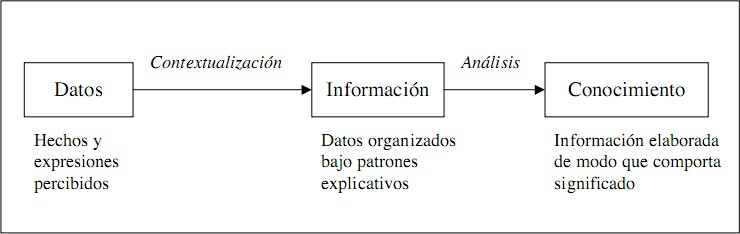 Contextualización
Análisis
Datos
Información
Conocimiento
Hechos y
expresiones
percibidos
Datos organizados
bajo patrones
explicativos
Información elaborada
de modo que comporta
significado